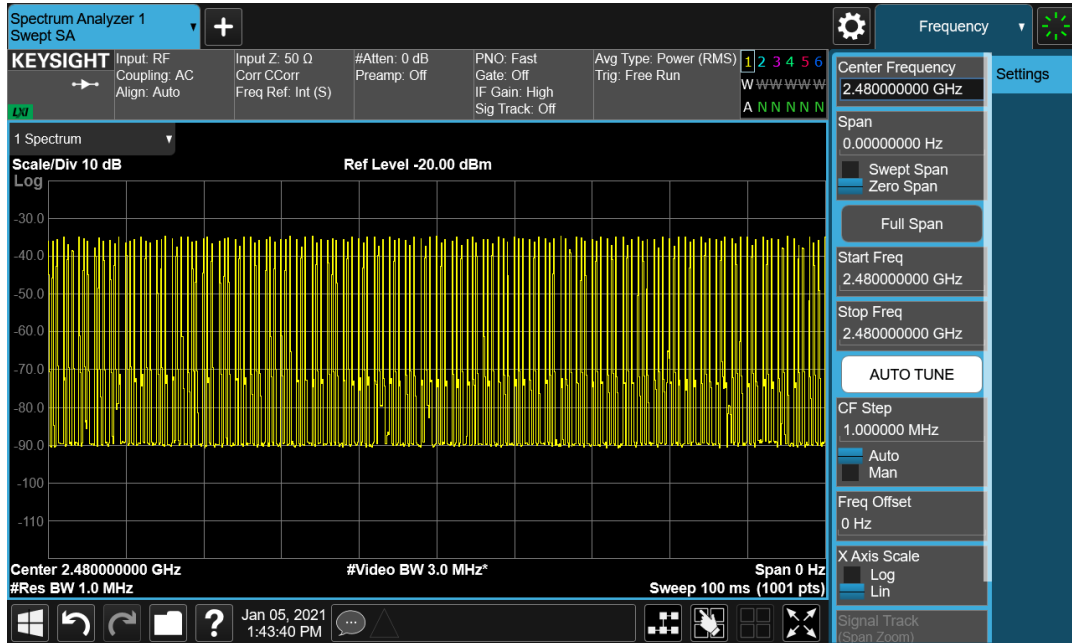 Spectrum Analyzer 1
Swept SA
+
Frequency
KEYSIGHT
LXI
Input: RF
Coupling: AC
Align: Auto
Input Z: 50 Ω
Corr CCorr
Freq Ref: Int (S)
#Atten: 0 dB
Preamp: Off
PNO: Fast
Gate: Off
IF Gain: High
Sig Track: Off
Avg Type: Power (RMS)
Trig: Free Run
1 2 3 4 5 6
W W W W W W
A N N N N N
Center Frequency
2.480000000 GHz
Settings
Span
0.00000000 Hz
Swept Span
Zero Span
Full Span
Start Freq
2.480000000 GHz
Stop Freq
2.480000000 GHz
AUTO TUNE
CF Step
1.000000 MHz
Auto
Man
Freq Offset
0 Hz
X Axis Scale
Log
Lin
Signal Track
(Span Zoom)
1 Spectrum
Scale/Div 10 dB
Ref Level -20.00 dBm
Log
-30.0
-40.0
-50.0
-60.0
-70.0
-80.0
-90.0
-100
-110
Center 2.480000000 GHz
#Video BW 3.0 MHz*
Span 0 Hz
#Res BW 1.0 MHz
Sweep 100 ms (1001 pts)
?
Jan 05, 2021
1:43:40 PM